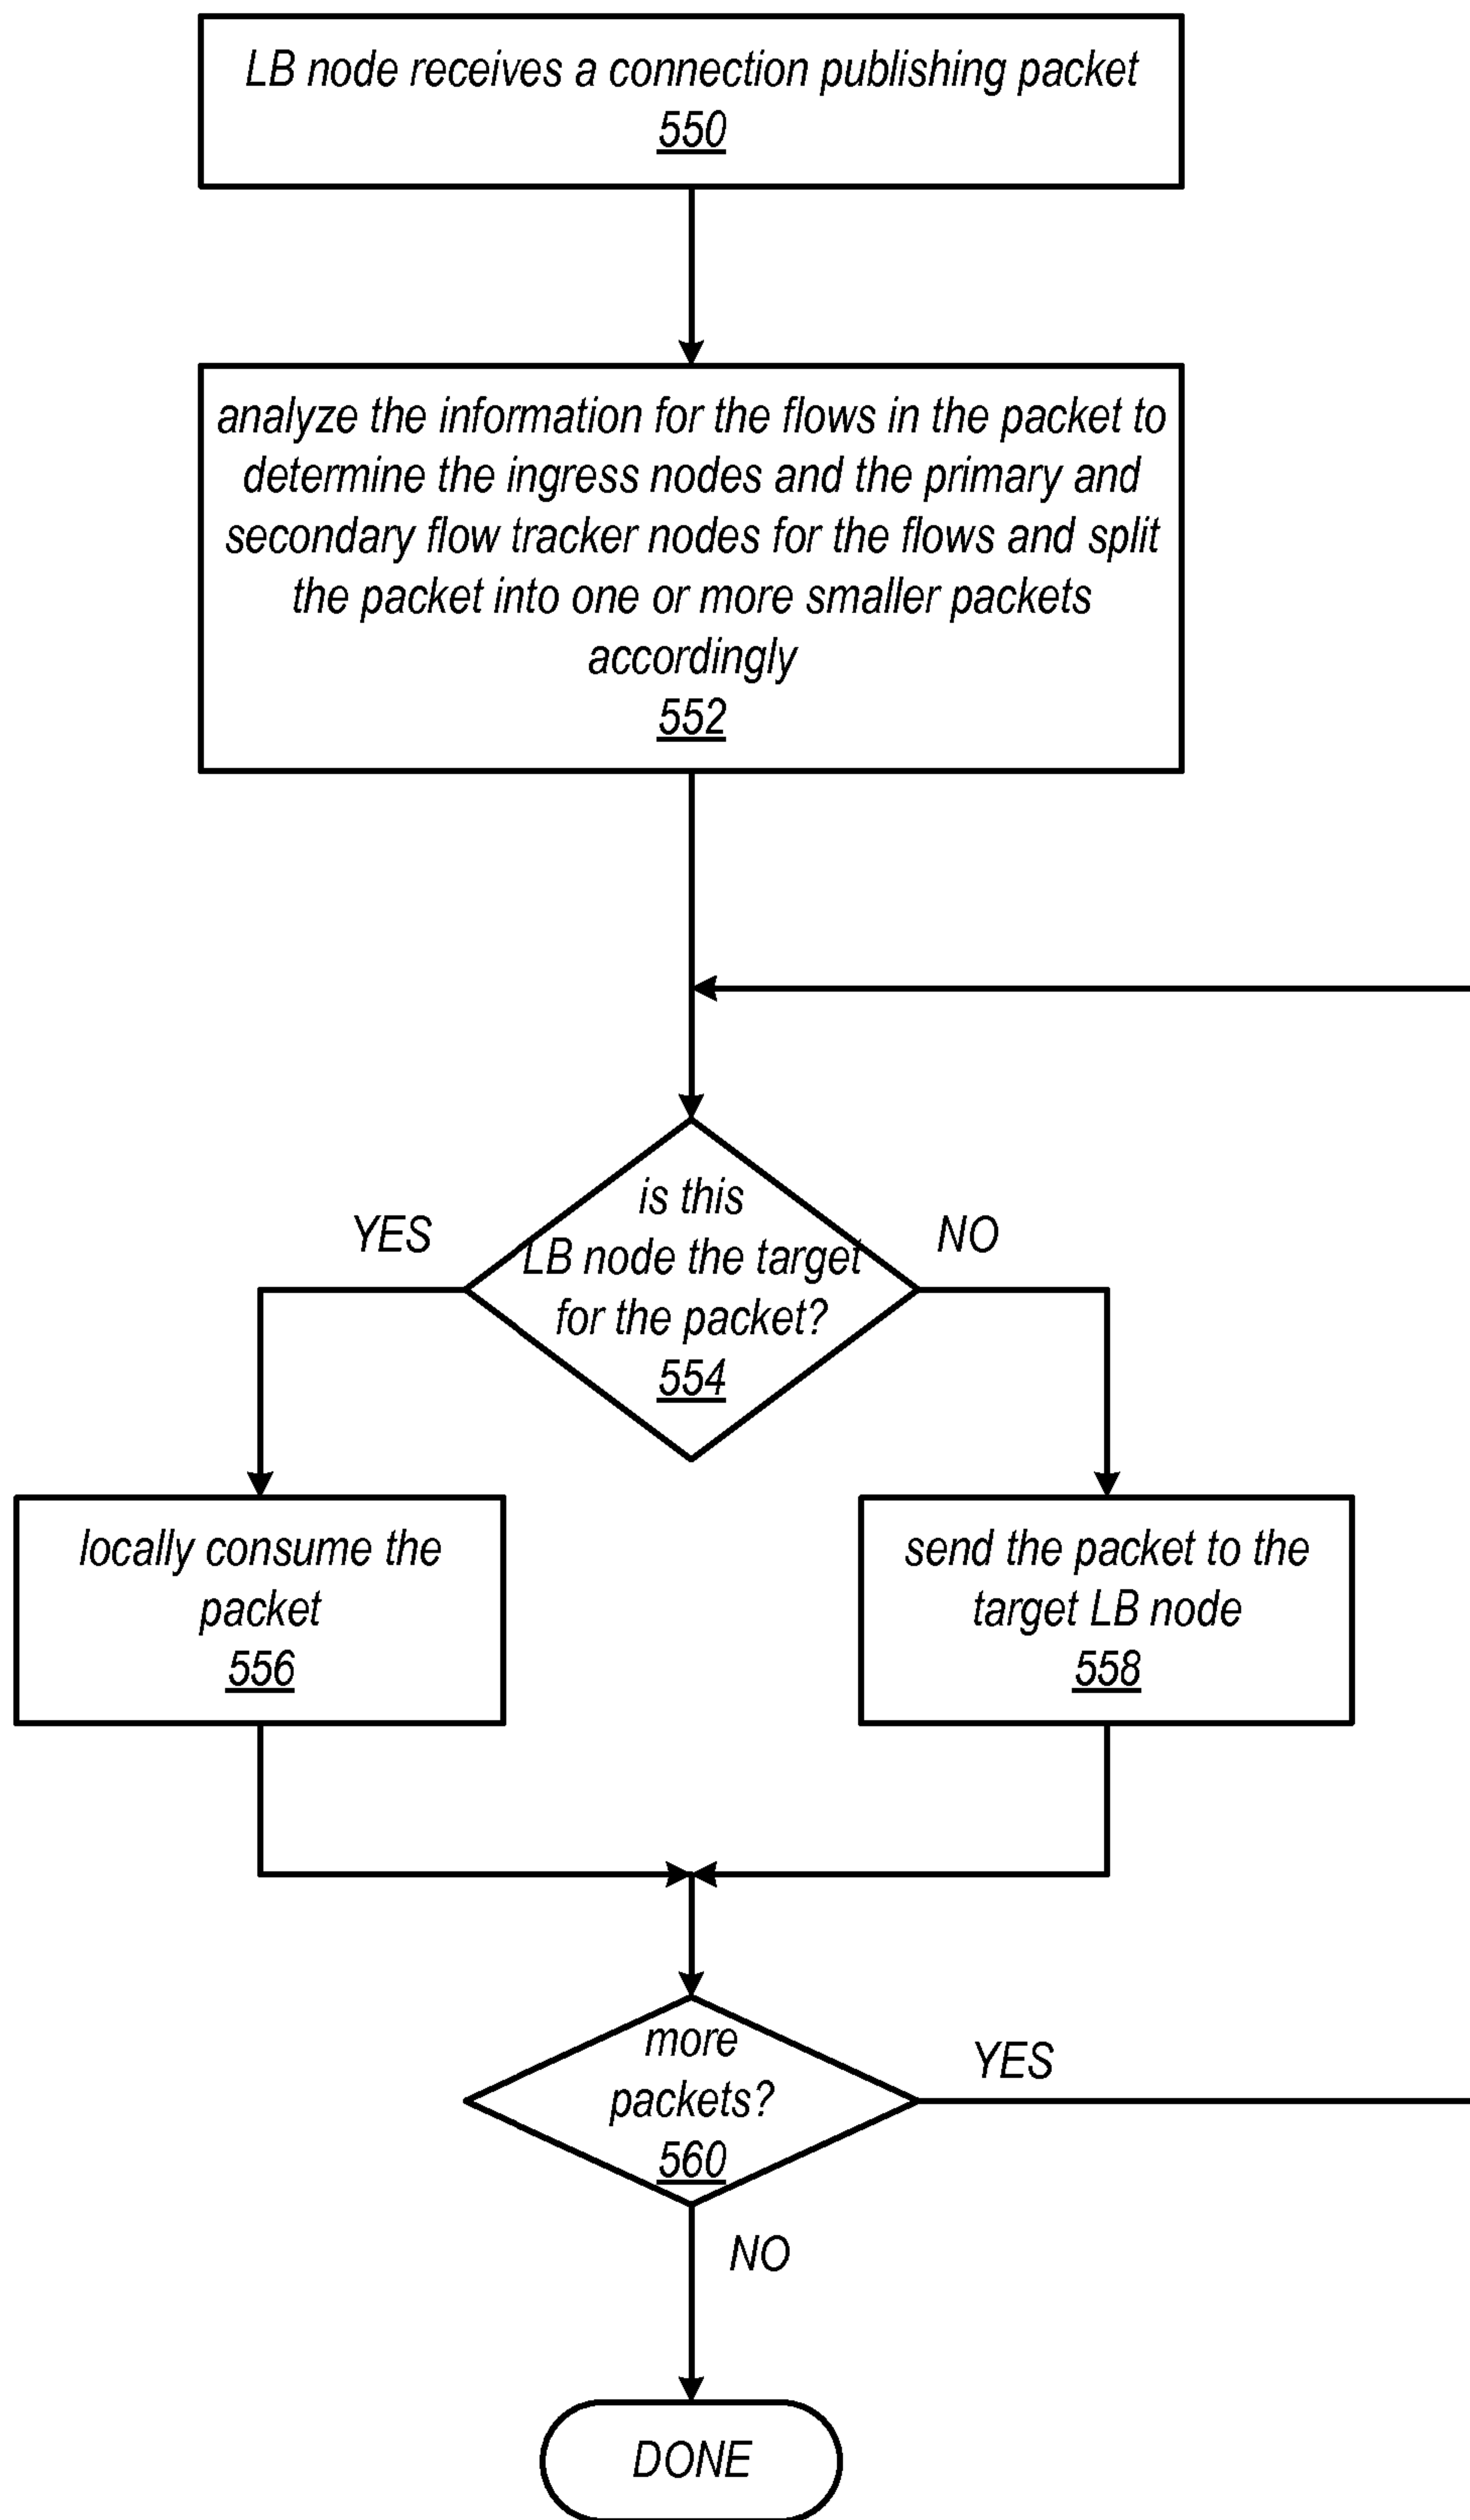 LB node receives a connection publishing packet
550
analyze the information for the flows in the packet to
determine the ingress nodes and the primary and
secondary flow tracker nodes for the flows and split
the packet into one or more smaller packets
accordingly
552
is this
LB node the target
for the packet?
554
YES
NO
locally consume the
packet
556
send the packet to the
target LB node
558
more
packets?
560
YES
NO
DONE